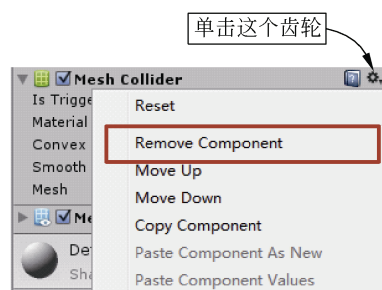 单击这个齿轮
Mesh Collider
Is Trigge
Reset
Material
Convex
Remove Component
Smooth
Move Up
Mesh
Move Down
Me
Copy Component
Def
Paste Component As New
Sha
Paste Component Values